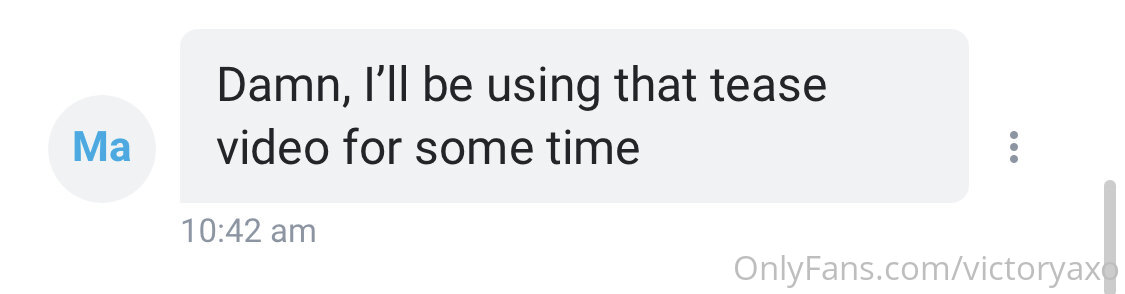 Damn, I’ll be using that tease
Ma
video for some time
10:42 am
OnlyFans.com/victoryaxo